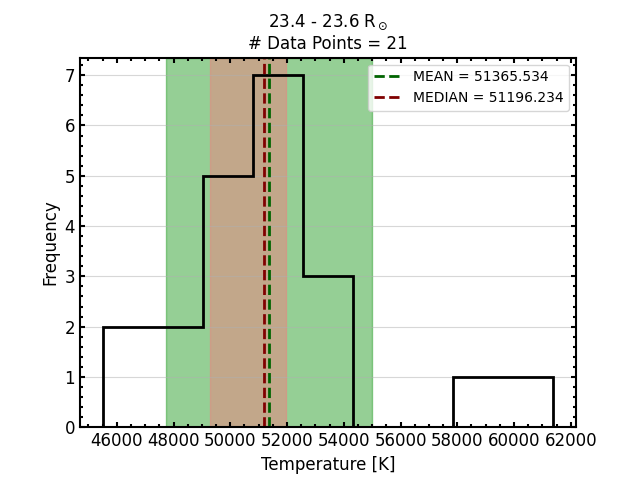 23.4 - 23.6 R⊙
# Data Points = 21
MEAN = 51365.534
MEDIAN = 51196.234
Frequency
7
6
5
4
3
2
1
0
46000 48000 50000 52000 54000 56000 58000 60000 62000
Temperature [K]